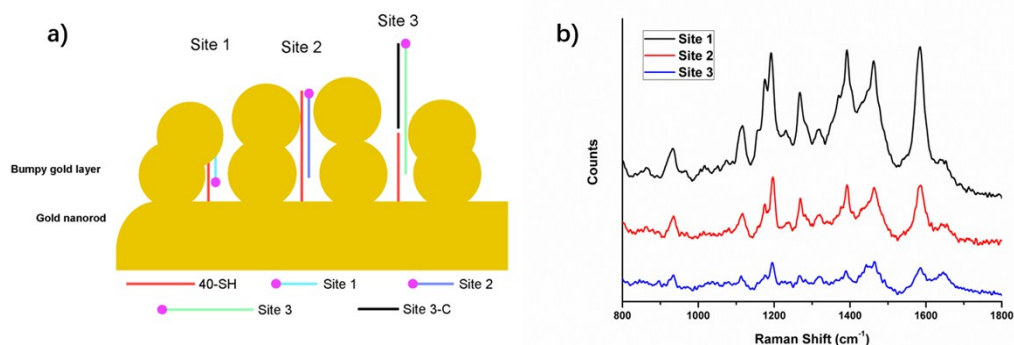 a)
Site 1
Site 2
Site 3
Bumpy gold layer
Gold nanorod
40-SH
Site 1
Site 2
Site 3
Site 3-C
b)
Site 1
Site 2
Site 3
Counts
800 1000 1200 1400 1600 1800
Raman Shift (cm⁻¹)